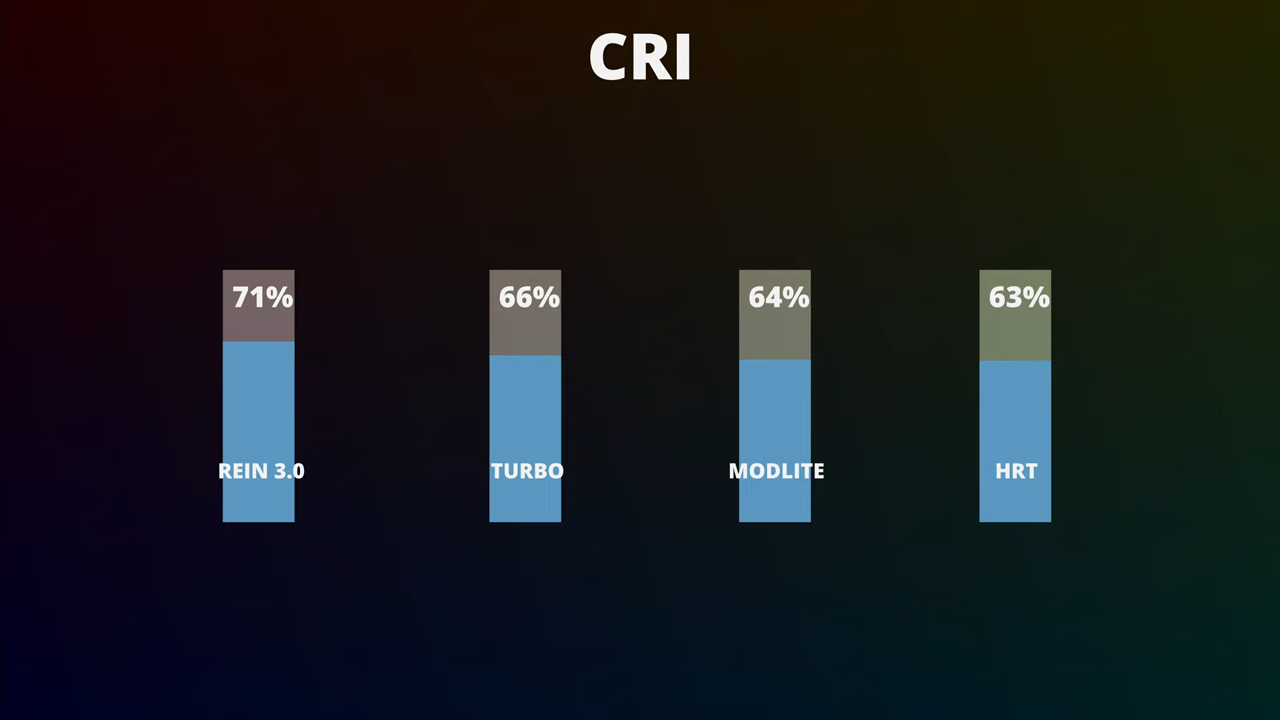 CRI
71%
66%
64%
63%
REIN 3.0
TURBO
MODLITE
HRT